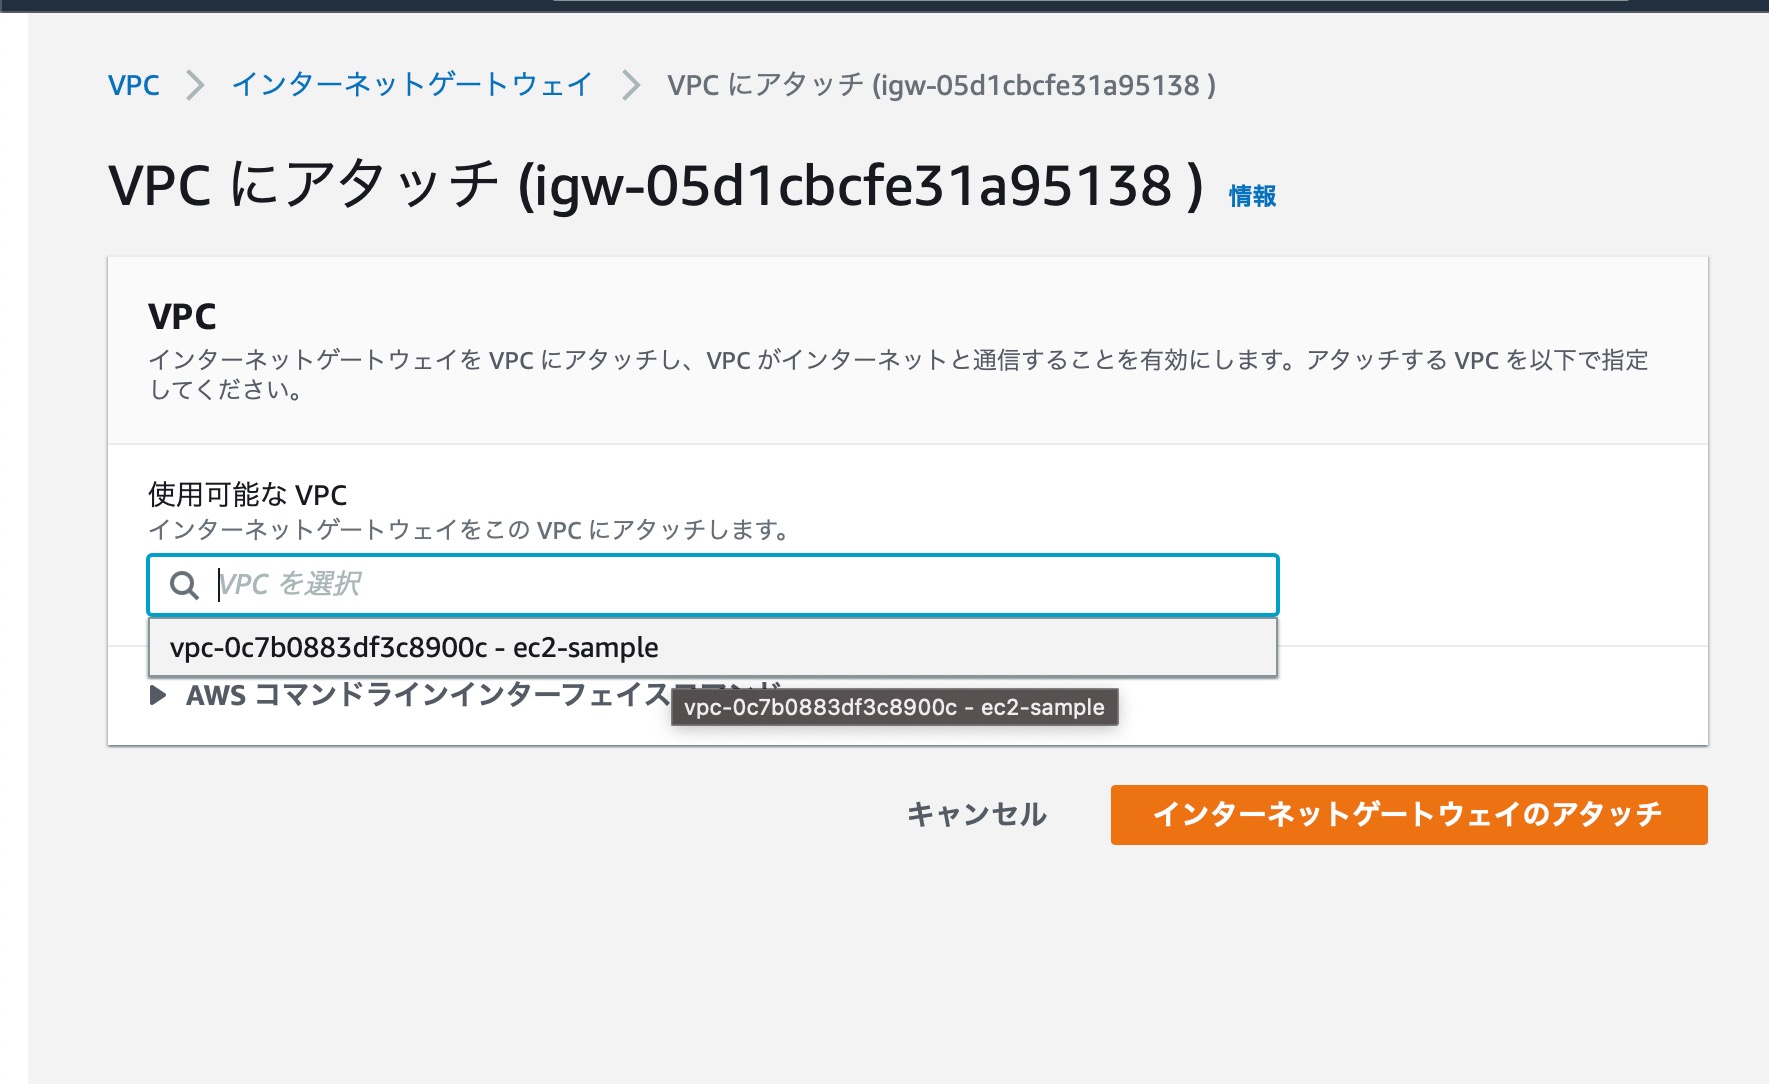 VPC > インターネットゲートウェイ > VPC にアタッチ (igw-05d1cbcfe31a95138 )
VPC にアタッチ (igw-05d1cbcfe31a95138 ) 情報
VPC
インターネットゲートウェイを VPC にアタッチし、VPC がインターネットと通信することを有効にします。アタッチする VPC を以下で指定
してください。
使用可能な VPC
インターネットゲートウェイをこの VPC にアタッチします。
VPC を選択
vpc-0c7b0883df3c8900c - ec2-sample
AWS コマンドラインインターフェイスコマンド
vpc-0c7b0883df3c8900c - ec2-sample
キャンセル
インターネットゲートウェイのアタッチ